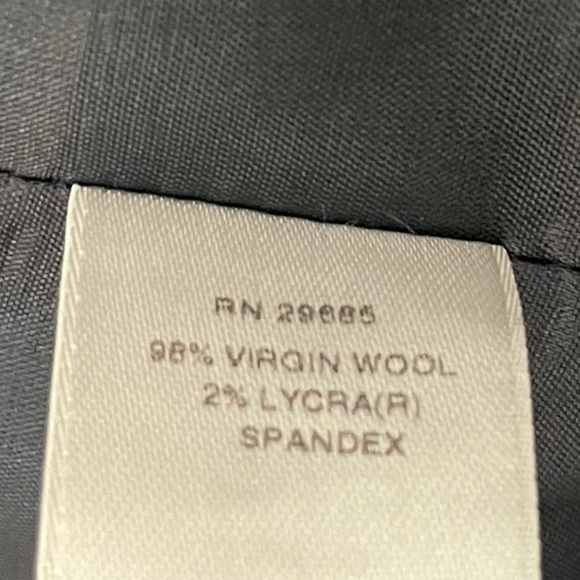 RN 29685
98% VIRGIN WOOL
2% LYCRA(R)
SPANDEX